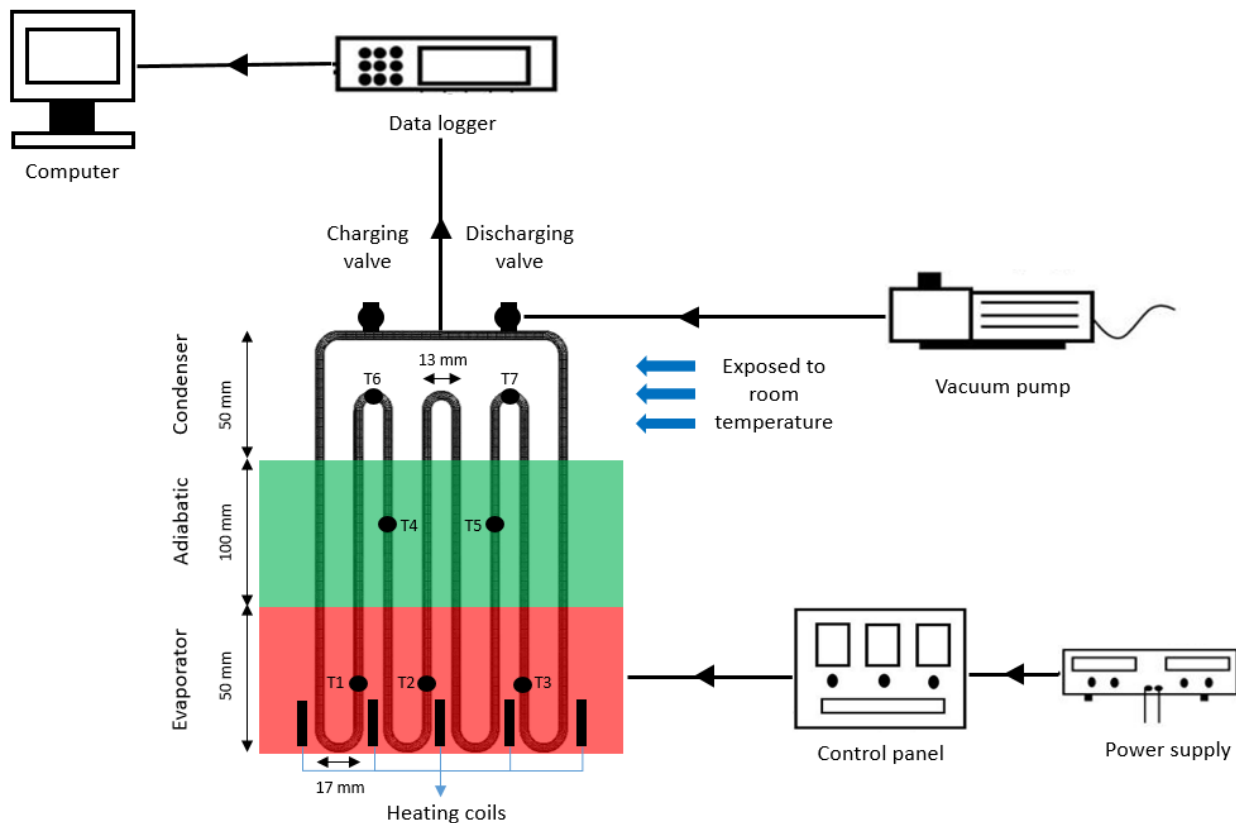 Computer
Data logger
Charging
valve
Discharging
valve
Vacuum pump
Exposed to
room
temperature
13 mm
T6
T7
Condenser
50 mm
Adiabatic
100 mm
T4
T5
Evaporator
50 mm
T1
T2
T3
17 mm
Heating coils
Control panel
Power supply